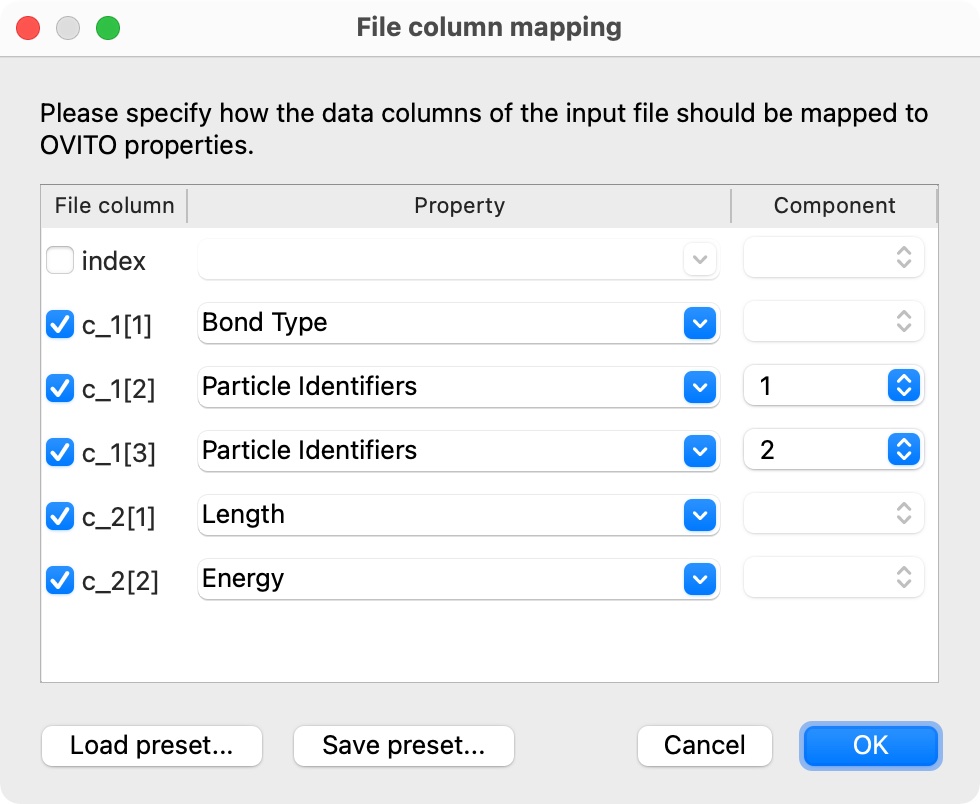 File column mapping
Please specify how the data columns of the input file should be mapped to
OVITO properties.
File column Property Component
index
c_1[1] Bond Type
c_1[2] Particle Identifiers 1
c_1[3] Particle Identifiers 2
c_2[1] Length
c_2[2] Energy
Load preset... Save preset... Cancel OK